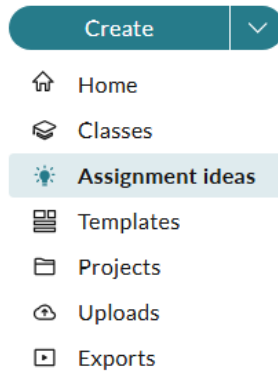 Create
Home
Classes
Assignment ideas
Templates
Projects
Uploads
Exports